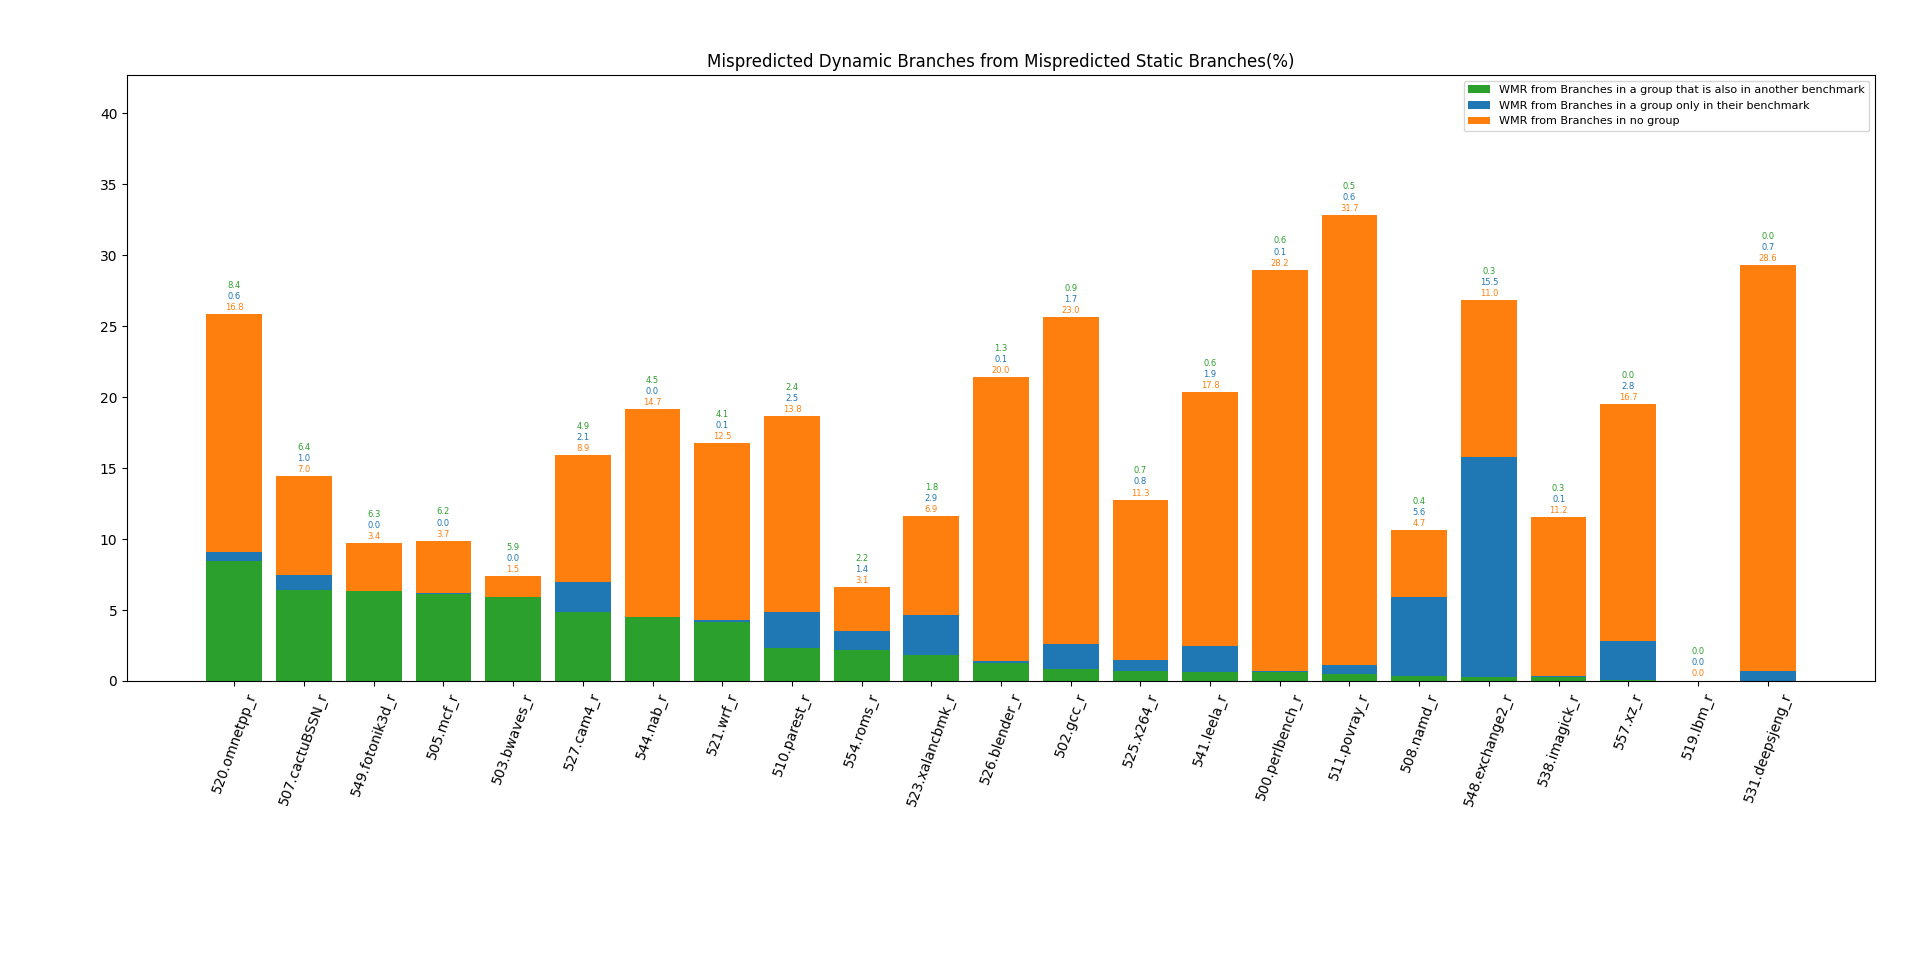 Mispredicted Dynamic Branches from Mispredicted Static Branches(%)
WMR from Branches in a group that is also in another benchmark
WMR from Branches in a group only in their benchmark
WMR from Branches in no group
40
35
30
25
20
15
10
5
0
8.4
0.6
16.8
6.4
1.0
7.0
6.3
0.0
3.4
6.2
0.0
3.7
5.9
0.0
1.5
4.9
2.1
8.9
4.5
0.0
14.7
4.1
0.1
12.5
2.4
2.5
13.8
2.2
1.4
3.1
1.8
2.9
6.9
1.3
0.1
20.0
0.9
1.7
23.0
0.7
0.8
11.3
0.6
1.9
17.8
0.6
0.1
28.2
0.5
0.6
31.7
0.4
5.6
4.7
0.3
15.5
11.0
0.3
0.1
11.2
0.0
2.8
16.7
0.0
0.0
0.0
0.0
0.7
28.6
520.omnetpp_r
507.cactuBSSN_r
549.fotonik3d_r
505.mcf_r
503.bwaves_r
527.cam4_r
544.nab_r
521.wrf_r
510.parest_r
554.roms_r
523.xalancbmk_r
526.blender_r
502.gcc_r
525.x264_r
541.leela_r
500.perlbench_r
511.povray_r
508.namd_r
548.exchange2_r
538.imagick_r
557.xz_r
519.lbm_r
531.deepsjeng_r